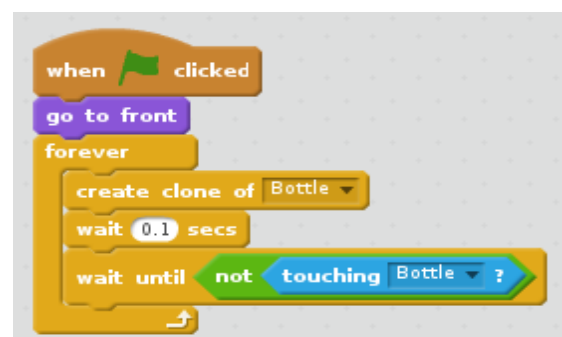 when clicked
go to front
forever
create clone of Bottle
wait 0.1 secs
wait until not touching Bottle ?